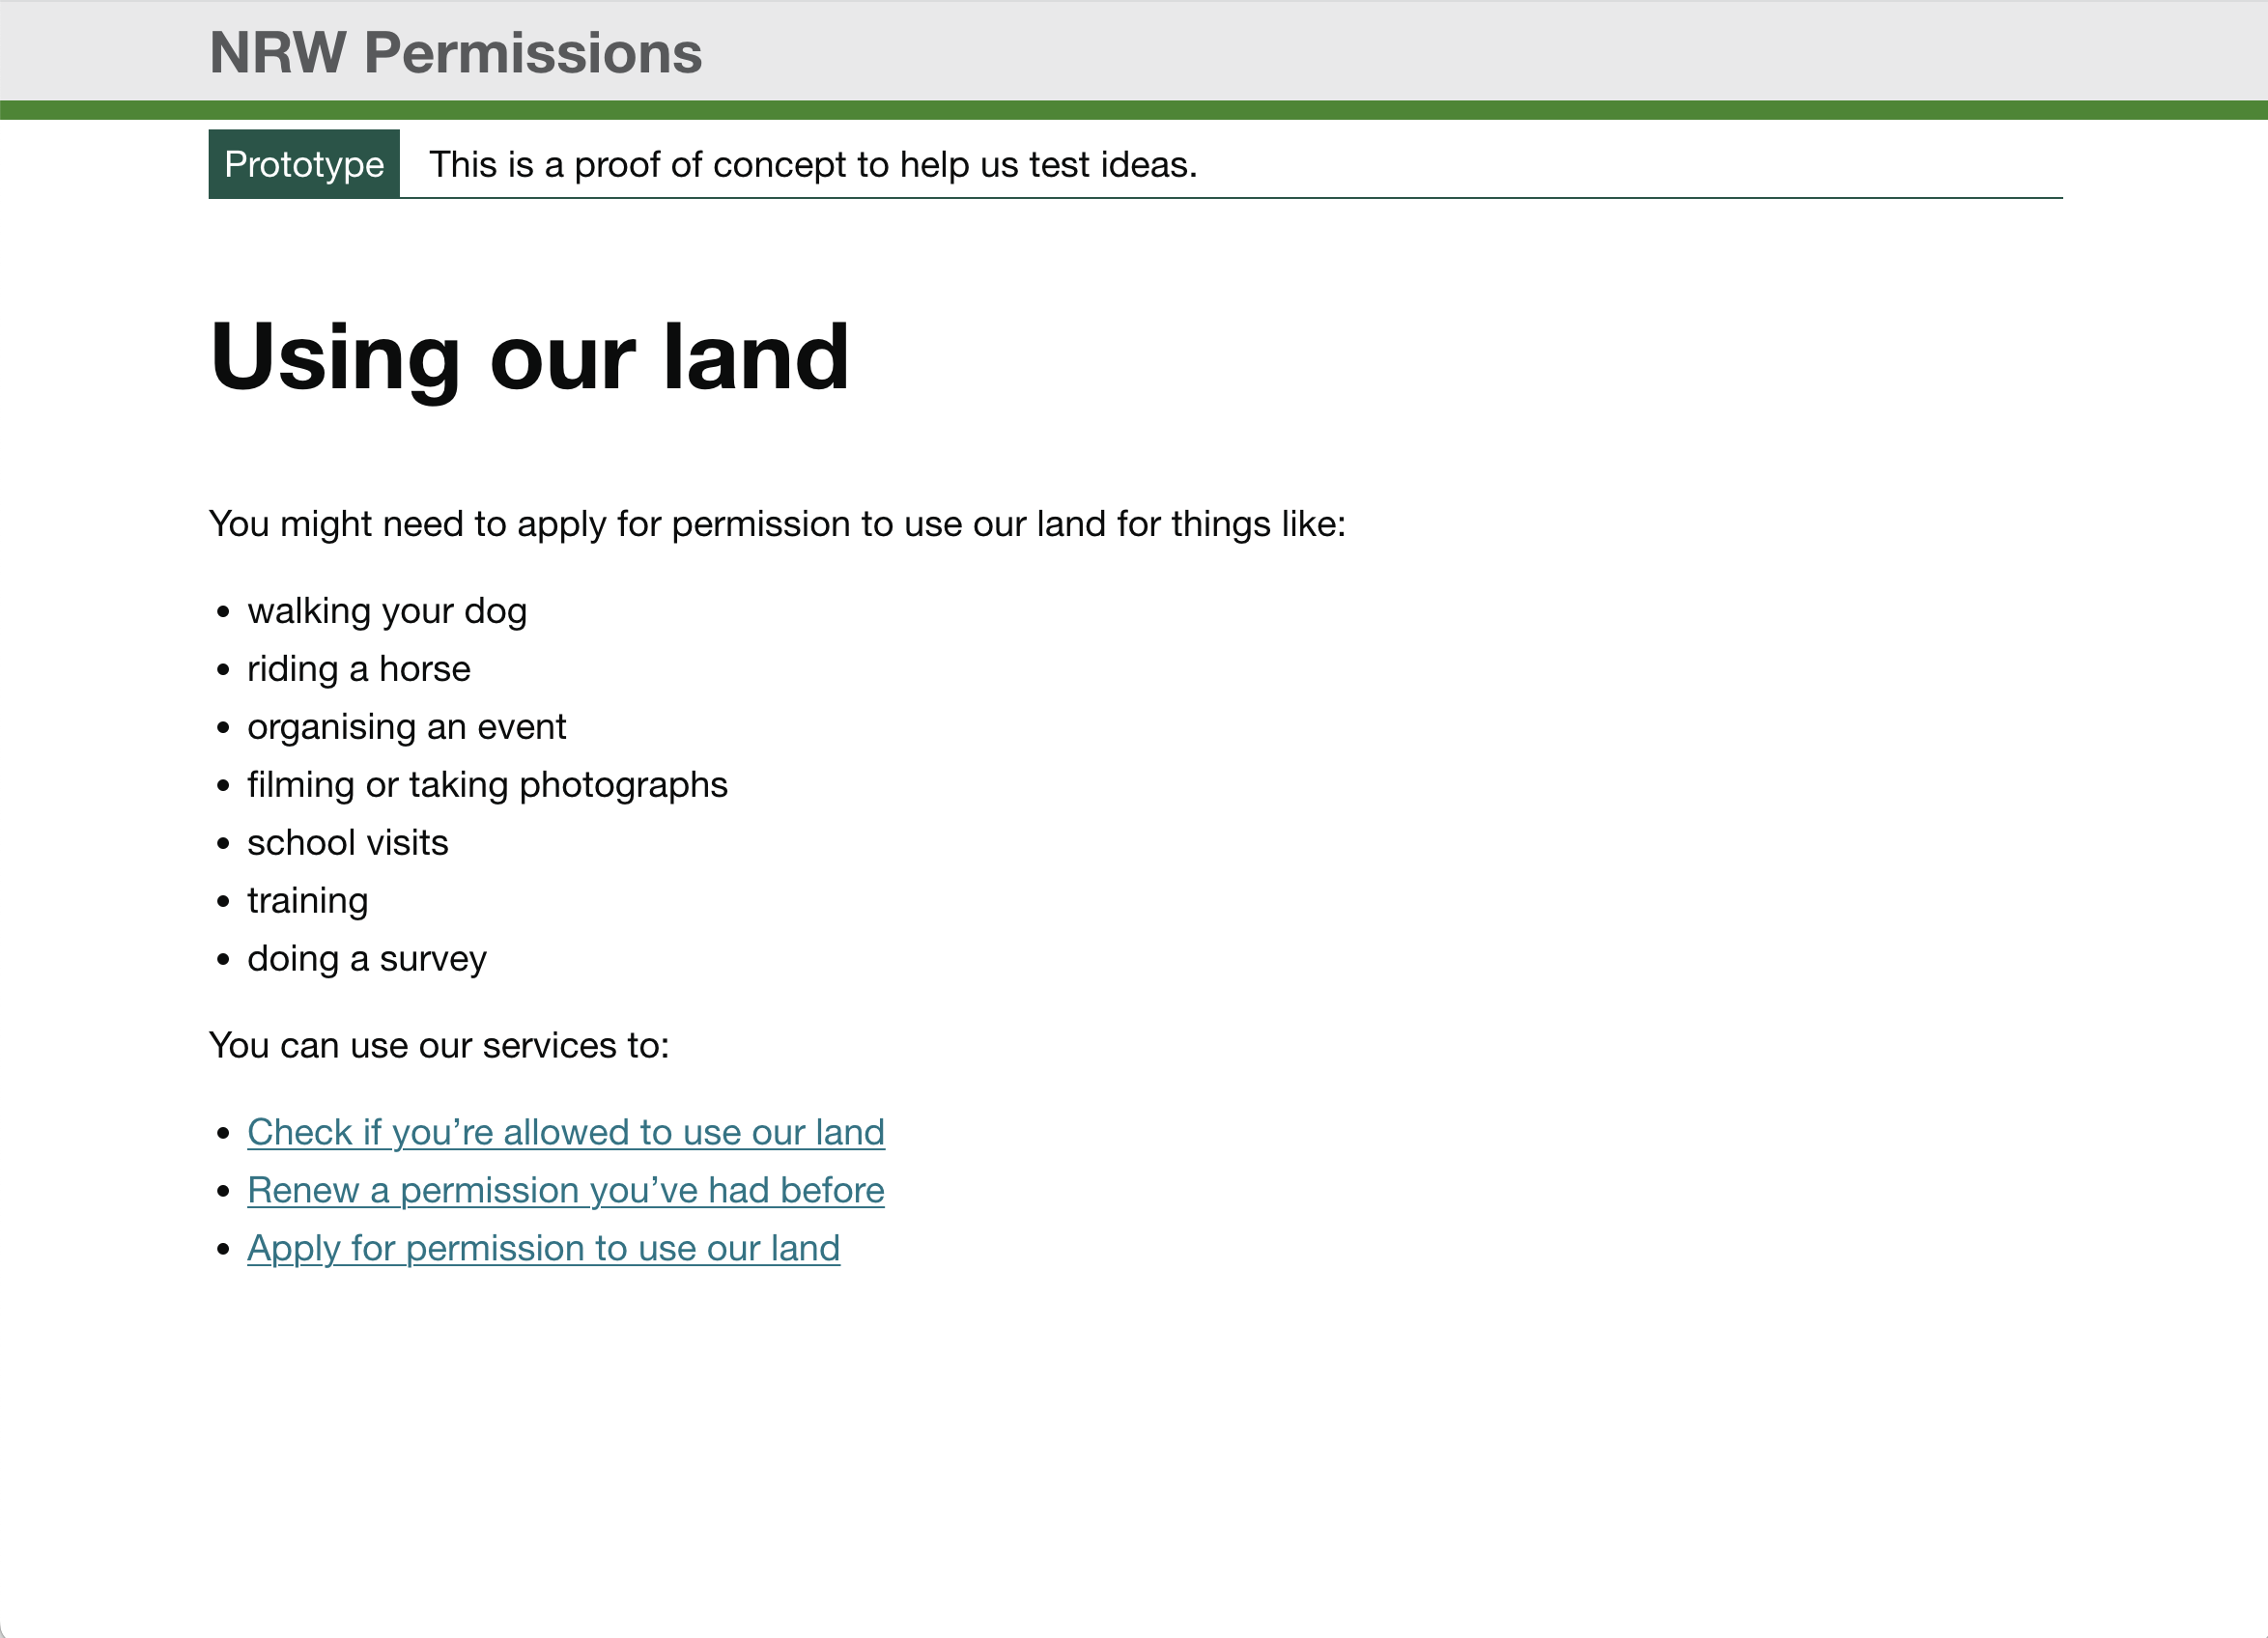 NRW Permissions
Prototype This is a proof of concept to help us test ideas.
Using our land
You might need to apply for permission to use our land for things like:
• walking your dog
• riding a horse
• organising an event
• filming or taking photographs
• school visits
• training
• doing a survey
You can use our services to:
• Check if you’re allowed to use our land
• Renew a permission you’ve had before
• Apply for permission to use our land